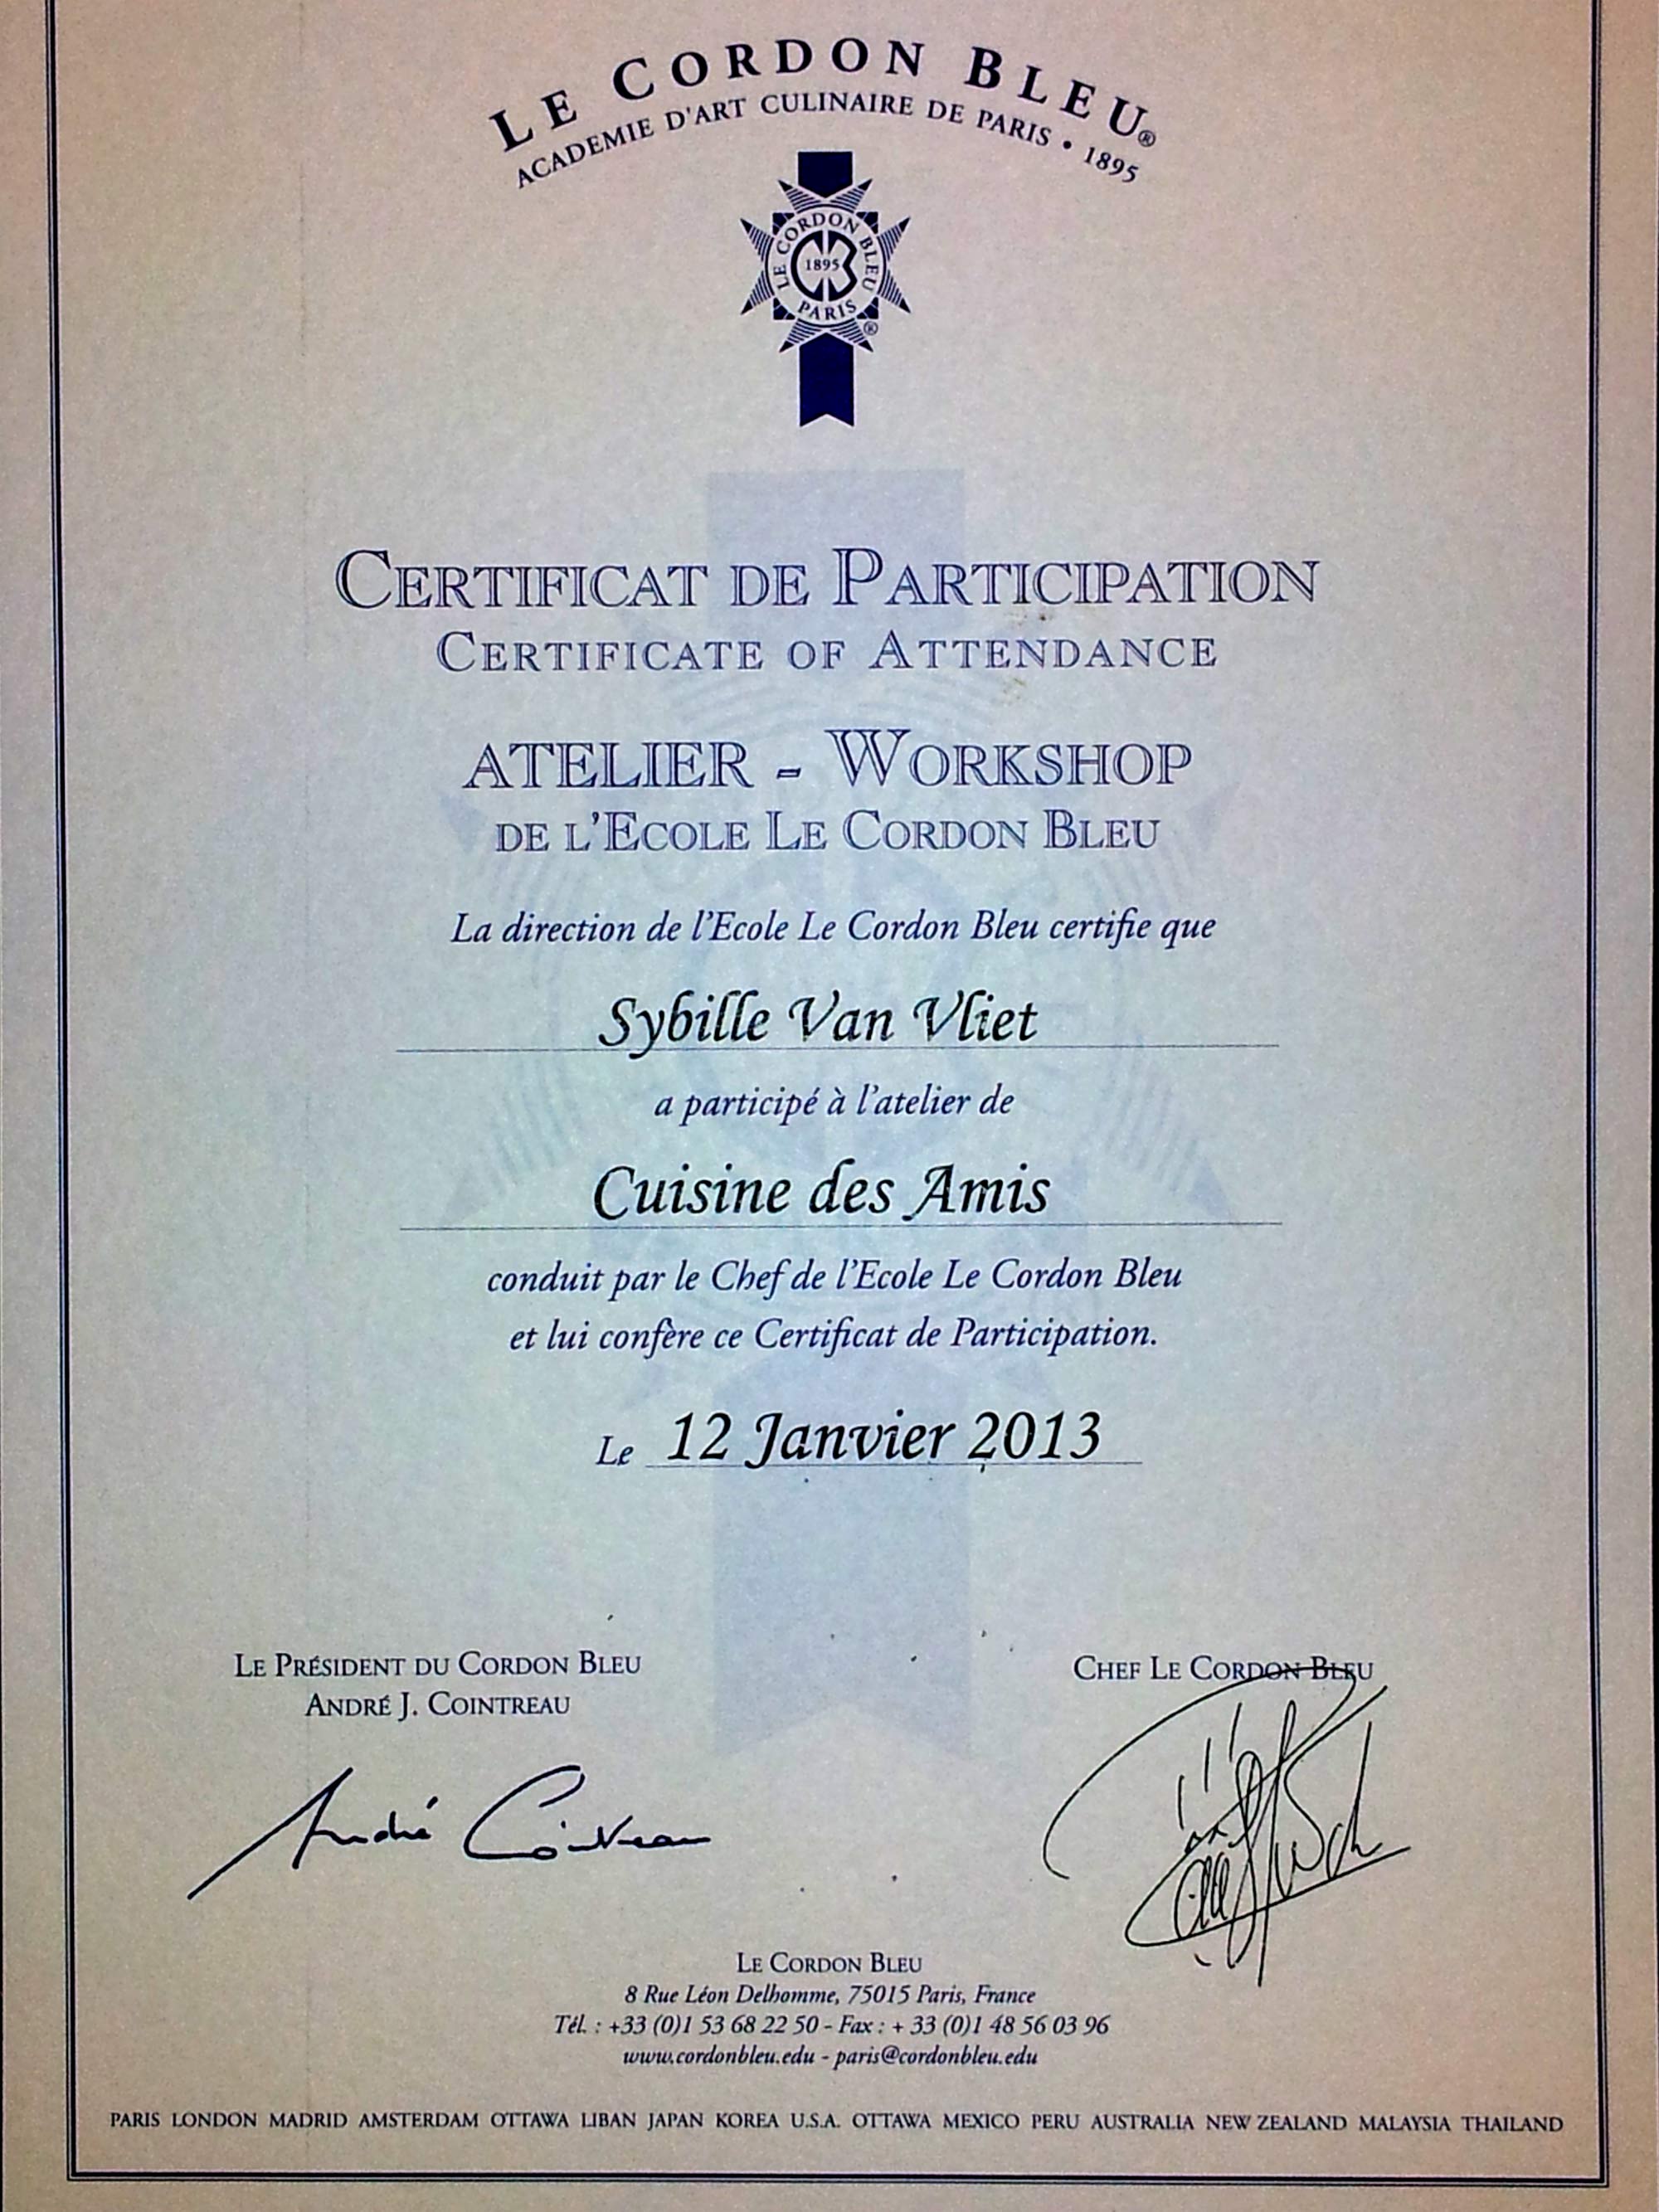 LE CORDON BLEU®
ACADEMIE D'ART CULINAIRE DE PARIS • 1895
LE CORDON BLEU
1895
PARIS
®
CERTIFICAT DE PARTICIPATION
CERTIFICATE OF ATTENDANCE
ATELIER - WORKSHOP
DE L'ECOLE LE CORDON BLEU
La direction de l'Ecole Le Cordon Bleu certifie que
Sybille Van Vliet
a participé à l'atelier de
Cuisine des Amis
conduit par le Chef de l'Ecole Le Cordon Bleu
et lui confère ce Certificat de Participation.
Le 12 Janvier 2013
LE PRÉSIDENT DU CORDON BLEU
ANDRÉ J. COINTREAU
CHEF LE CORDON BLEU
André Cointreau
LE CORDON BLEU
8 Rue Léon Delhomme, 75015 Paris, France
Tél. : +33 (0)1 53 68 22 50 - Fax : + 33 (0)1 48 56 03 96
www.cordonbleu.edu - paris@cordonbleu.edu
PARIS LONDON MADRID AMSTERDAM OTTAWA LIBAN JAPAN KOREA U.S.A. OTTAWA MEXICO PERU AUSTRALIA NEW ZEALAND MALAYSIA THAILAND